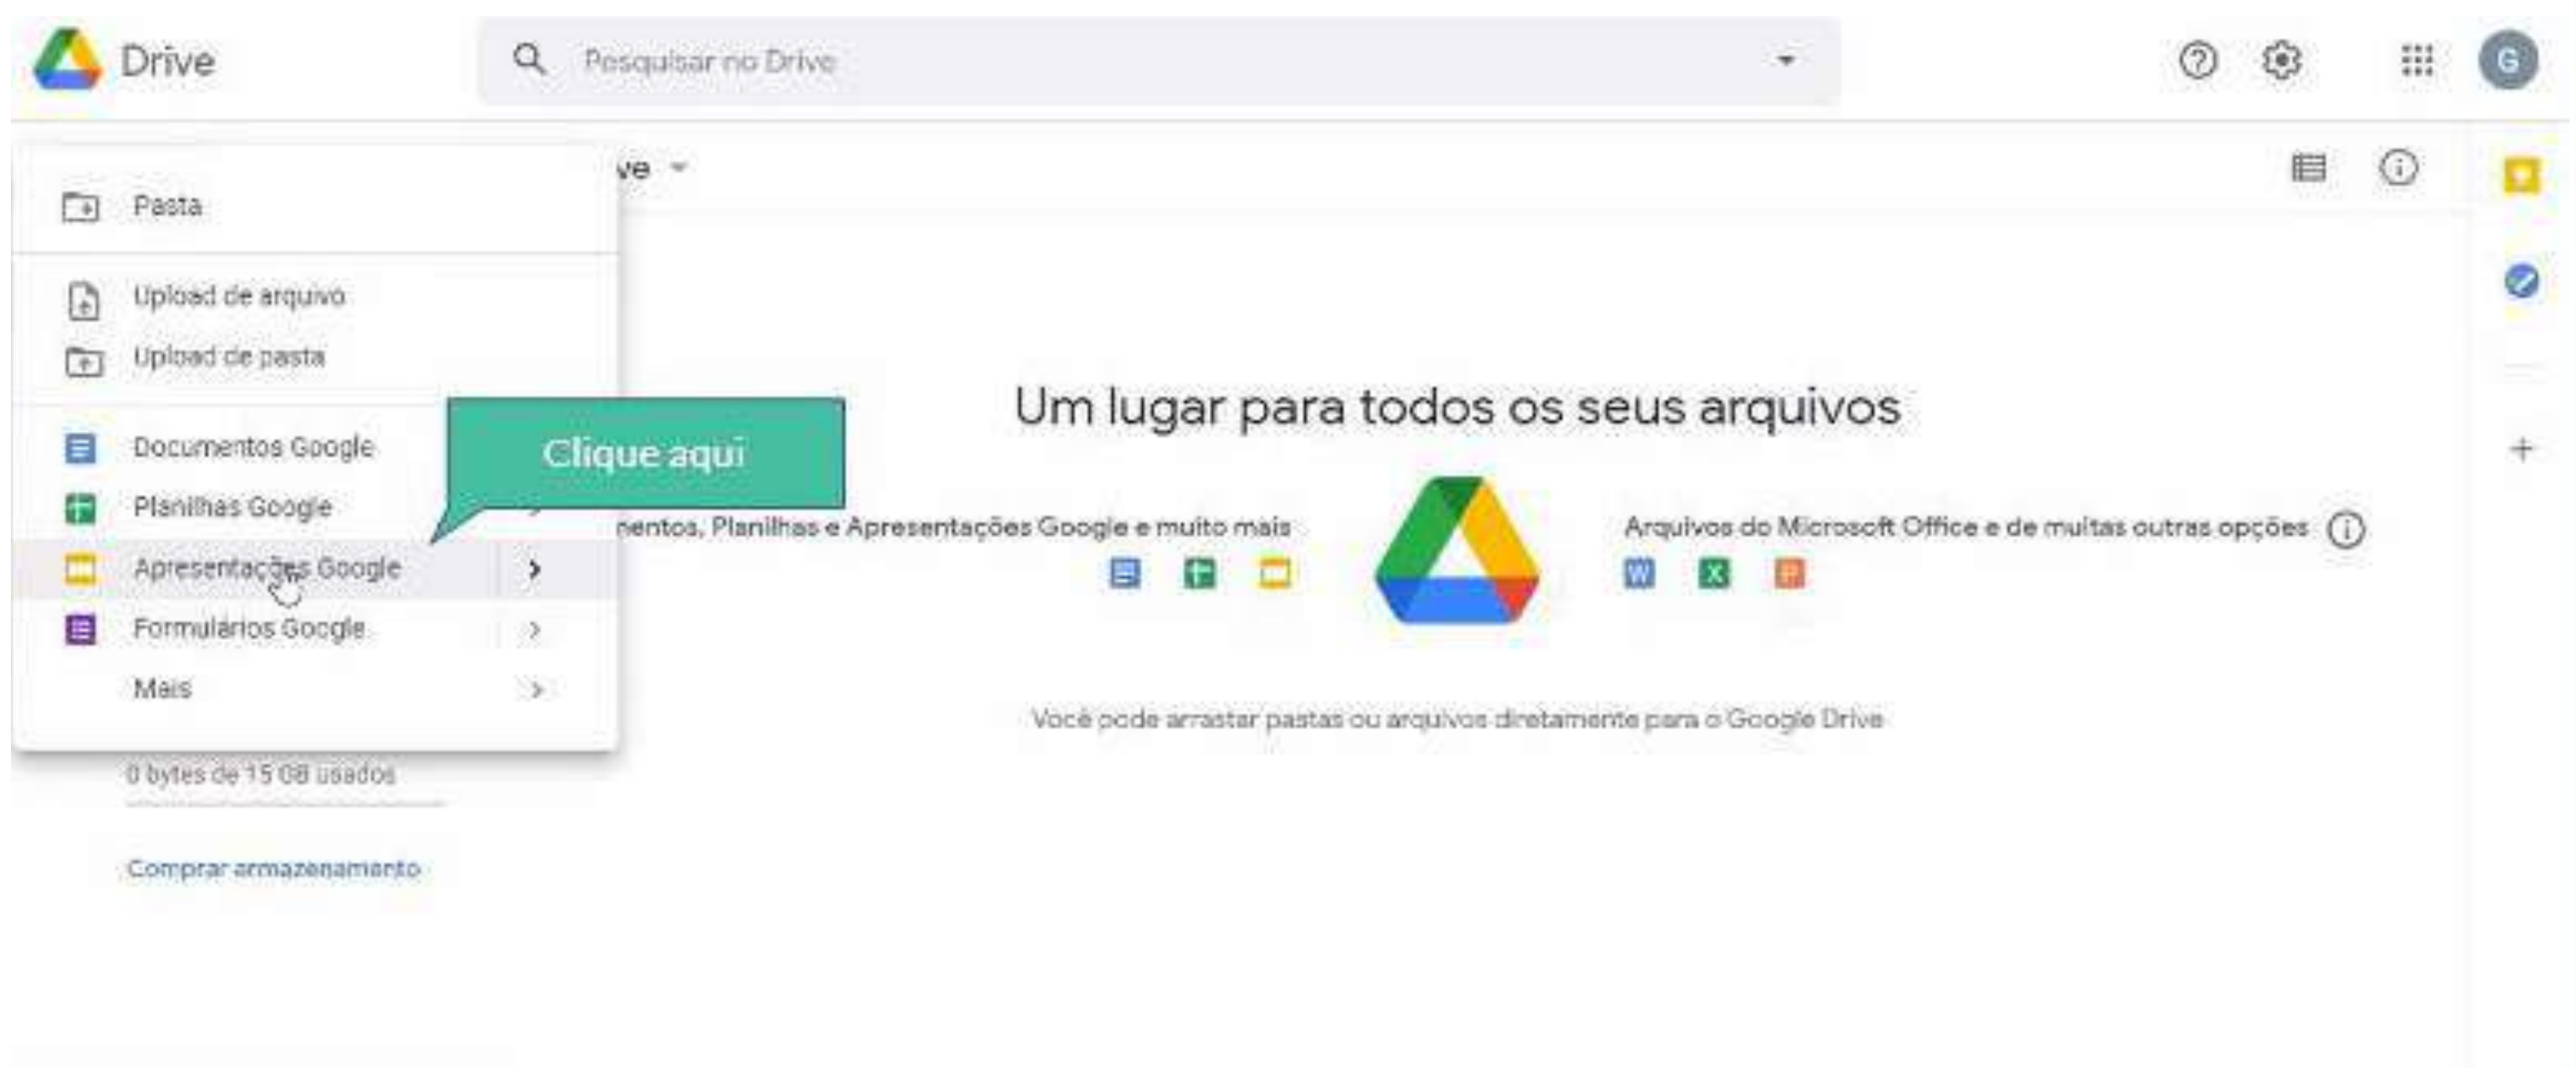 Drive
Pesquisar no Drive
G
ve
Pasta
Upload de arquivo
Upload de pasta
Documentos Google
Planilhas Google
Apresentações Google
Formulários Google
Mais
Clique aqui
Um lugar para todos os seus arquivos
mentos, Planilhas e Apresentações Google e muito mais
Arquivos do Microsoft Office e de muitas outras opções
W X P
Você pode arrastar pastas ou arquivos diretamente para o Google Drive
0 bytes de 15 GB usados
Comprar armazenamento